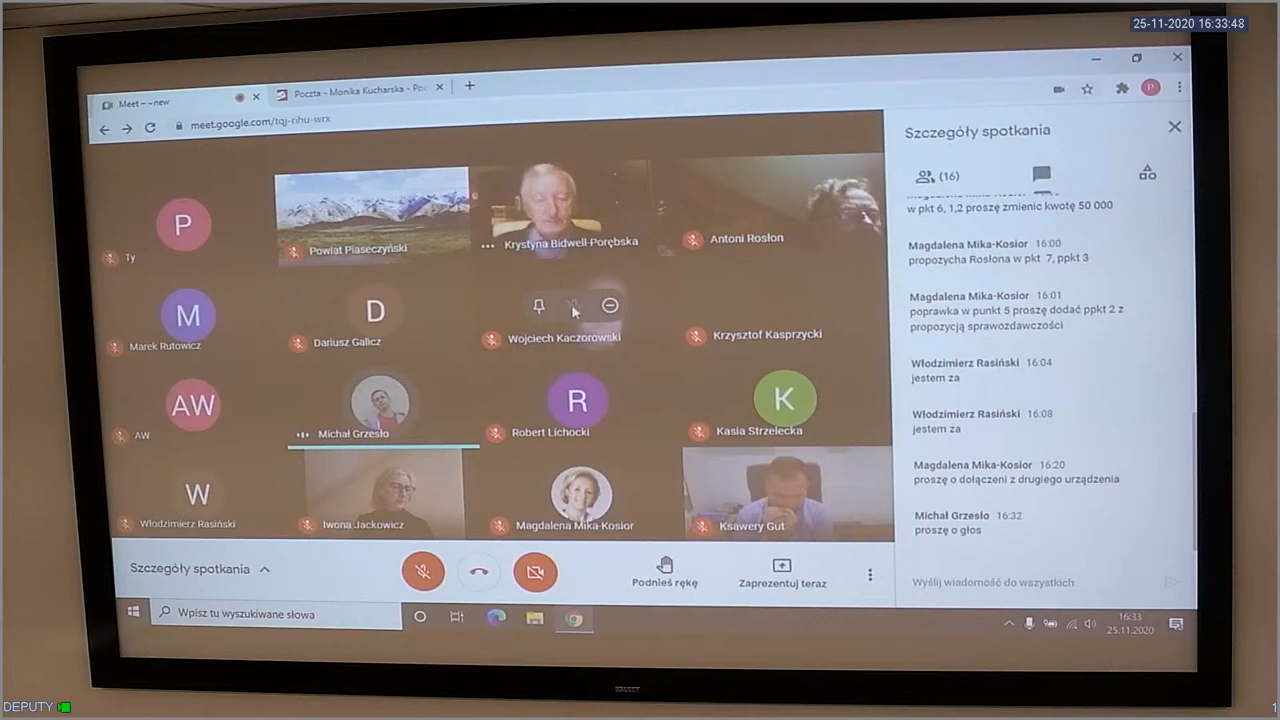 25-11-2020 16:33:48
Meet – –new
Poczta - Monika Kucharska - Po
meet.google.com/tqj-rihu-wrx
P
P
Ty
Powiat Piaseczyński
Krystyna Bidwell-Porębska
Antoni Rosłon
M
Marek Rutowicz
D
Dariusz Galicz
Wojciech Kaczorowski
Krzysztof Kasprzycki
AW
AW
Michał Grzesło
R
Robert Lichocki
K
Kasia Strzelecka
W
Włodzimierz Rasiński
Iwona Jackowicz
Magdalena Mika-Kosior
Ksawery Gut
Szczegóły spotkania
Podnieś rękę
Zaprezentuj teraz
Szczegóły spotkania
(16)
w pkt 6, 1,2 proszę zmienic kwotę 50 000
Magdalena Mika-Kosior 16:00
propozycha Rosłona w pkt 7, ppkt 3
Magdalena Mika-Kosior 16:01
poprawka w punkt 5 proszę dodać ppkt 2 z
propozycją sprawozdawczości
Włodzimierz Rasiński 16:04
jestem za
Włodzimierz Rasiński 16:08
jestem za
Magdalena Mika-Kosior 16:20
proszę o dołączeni z drugiego urządzenia
Michał Grzesło 16:32
proszę o głos
Wyślij wiadomość do wszystkich
Wpisz tu wyszukiwane słowa
16:33
25.11.2020
DEPUTY
1